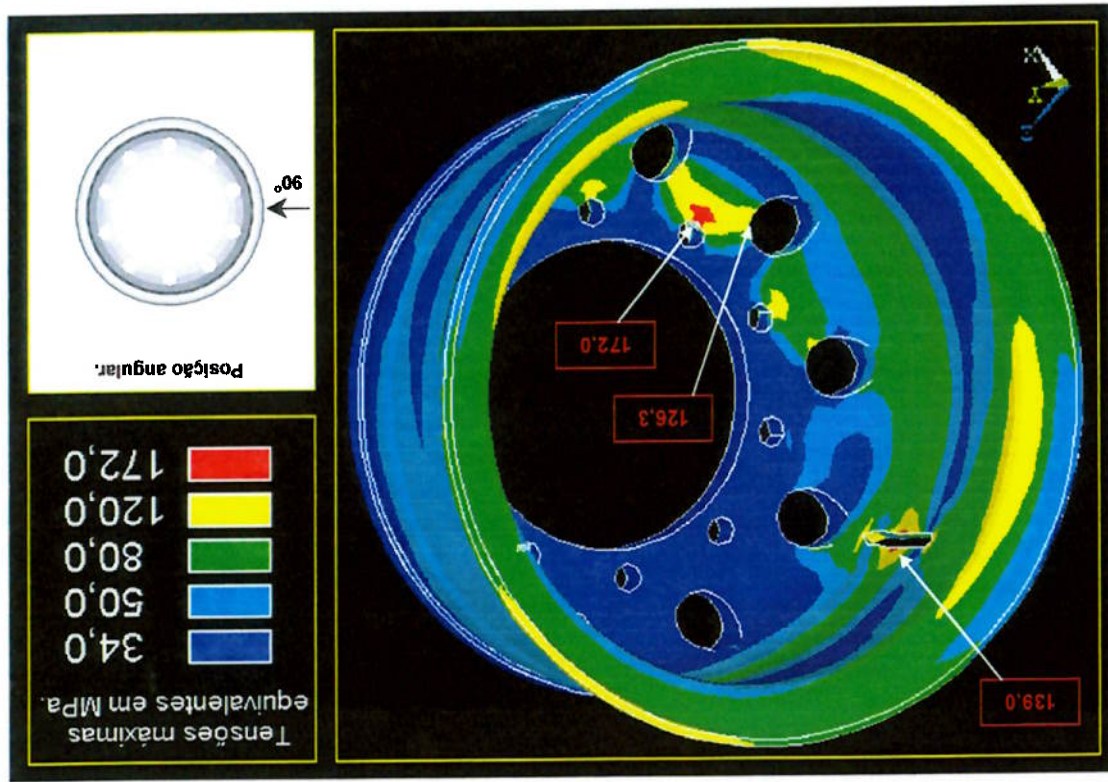 Tensões máximas
equivalentes em MPa.
34,0
50,0
80,0
120,0
172,0
Posição angular.
90°
139.0
126.3
172.0
X
Y
Z